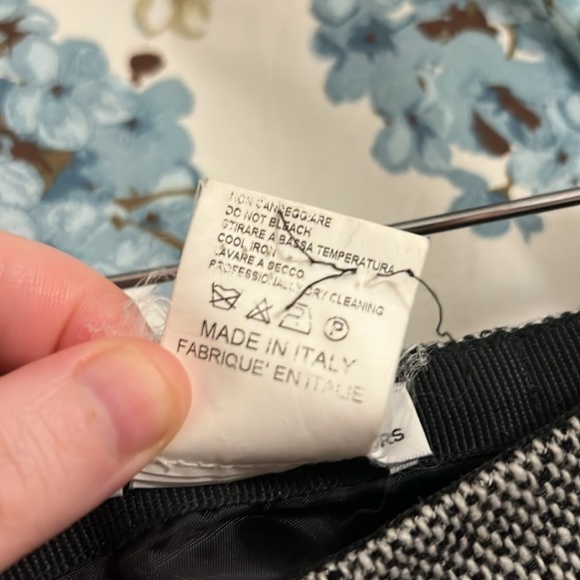 NON CANDEGGIARE
DO NOT BLEACH
STIRARE A BASSA TEMPERATURA
COOL IRON
LAVARE A SECCO
PROFESSIONALLY DRY CLEANING
P
MADE IN ITALY
FABRIQUE' EN ITALIE
RS